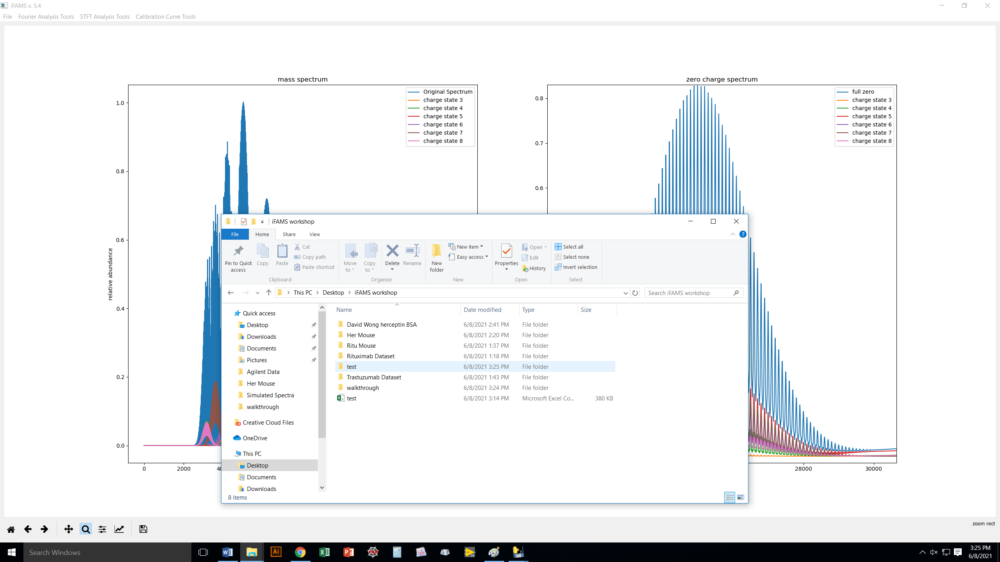 iFAMS v. 5.4
File Fourier Analysis Tools STFT Analysis Tools Calibration Curve Tools
mass spectrum
Original Spectrum
charge state 3
charge state 4
charge state 5
charge state 6
charge state 7
charge state 8
1.0
0.8
0.6
0.4
0.2
0.0
relative abundance
0 2000
zero charge spectrum
full zero
charge state 3
charge state 4
charge state 5
charge state 6
charge state 7
charge state 8
0.8
0.7
0.6
28000 30000
iFAMS workshop
File Home Share View
Pin to Quick access
Copy
Paste
Cut
Copy path
Paste shortcut
Clipboard
Move to
Copy to
Delete
Rename
Organize
New folder
New item
Easy access
New
Properties
Open
Edit
History
Open
Select all
Select none
Invert selection
Select
This PC Desktop iFAMS workshop
Search iFAMS workshop
Quick access
Desktop
Downloads
Documents
Pictures
Agilent Data
Her Mouse
Simulated Spectra
walkthrough
Creative Cloud Files
OneDrive
This PC
Desktop
Documents
Downloads
Name Date modified Type Size
David Wong herceptin BSA 6/8/2021 2:41 PM File folder
Her Mouse 6/8/2021 2:20 PM File folder
Ritu Mouse 6/8/2021 1:37 PM File folder
Rituximab Dataset 6/8/2021 1:18 PM File folder
test 6/8/2021 3:25 PM File folder
Trastuzumab Dataset 6/8/2021 1:43 PM File folder
walkthrough 6/8/2021 3:24 PM File folder
test 6/8/2021 3:14 PM Microsoft Excel Co... 380 KB
8 items
zoom rect
Search Windows
3:25 PM
6/8/2021